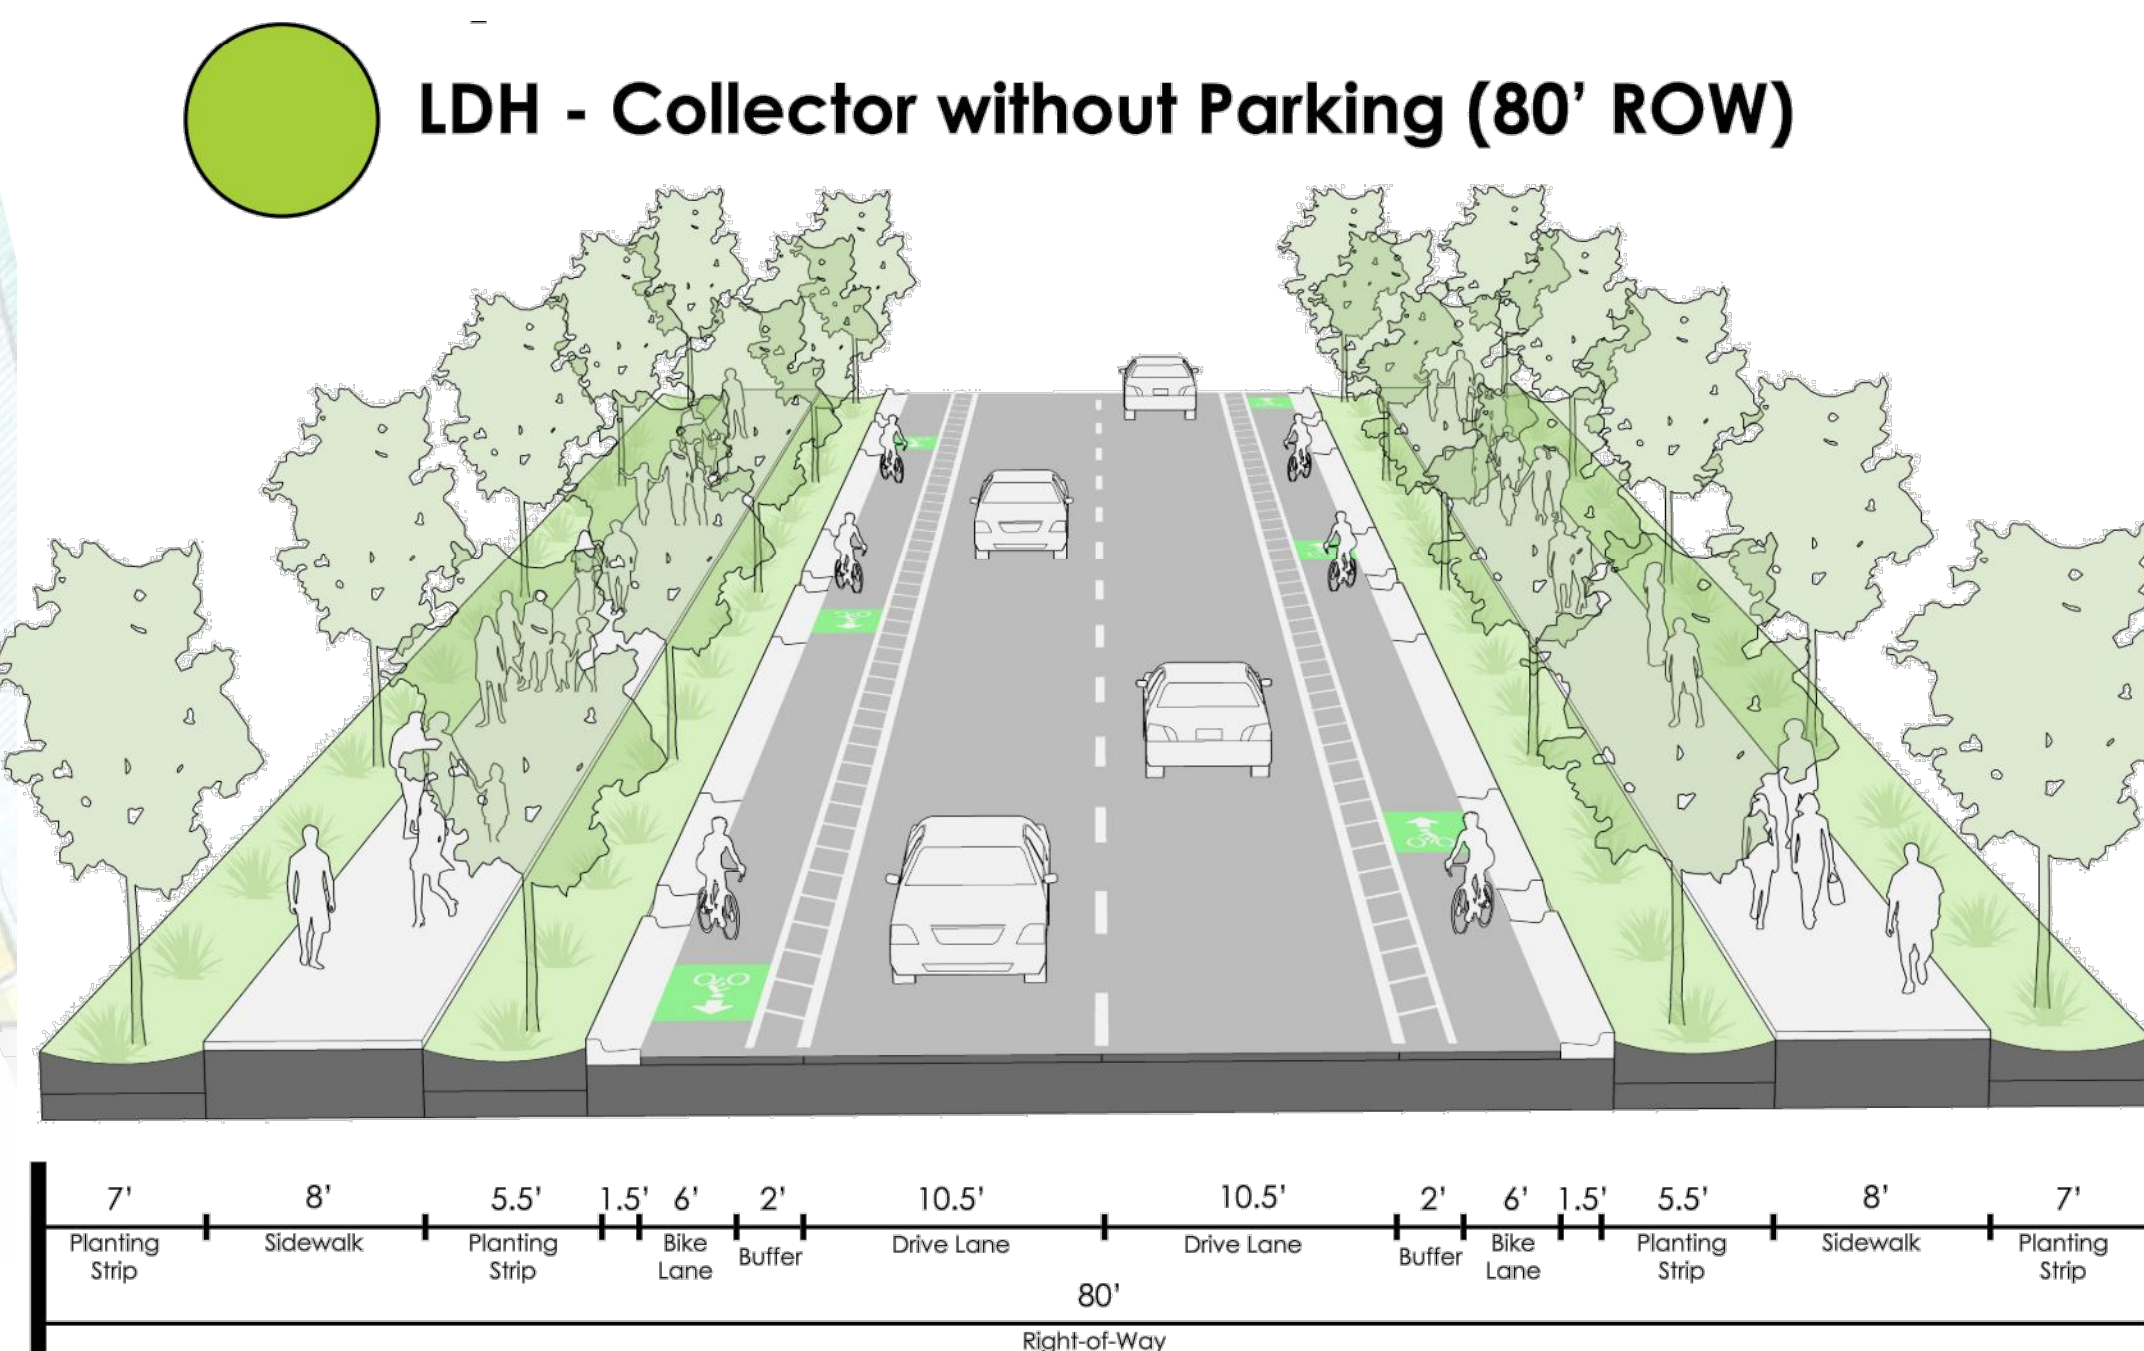 LDH - Collector without Parking (80’ ROW)
7’ 8’ 5.5’ 1.5’ 6’ 2’ 10.5’ 10.5’ 2’ 6’ 1.5’ 5.5’ 8’ 7’
Planting Strip
Sidewalk
Planting Strip
Bike Lane
Buffer
Drive Lane
Drive Lane
Buffer
Bike Lane
Planting Strip
Sidewalk
Planting Strip
80’
Right-of-Way